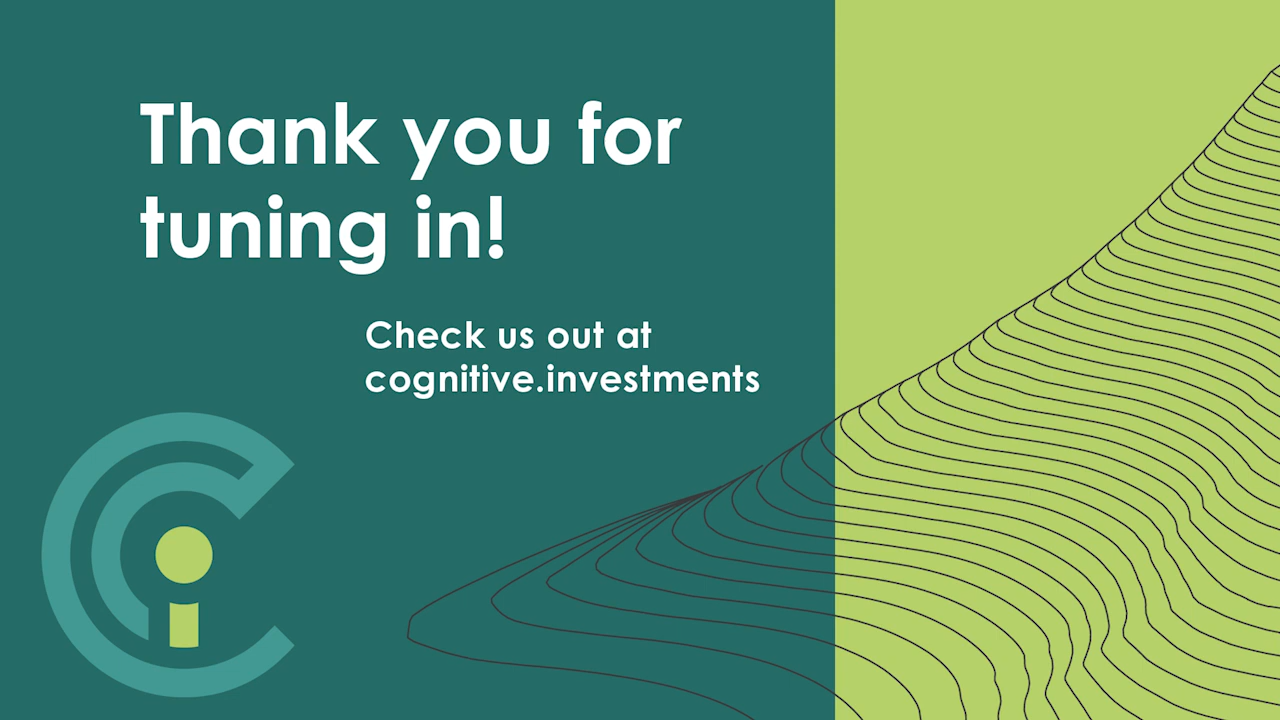 Thank you for
tuning in!
Check us out at
cognitive.investments